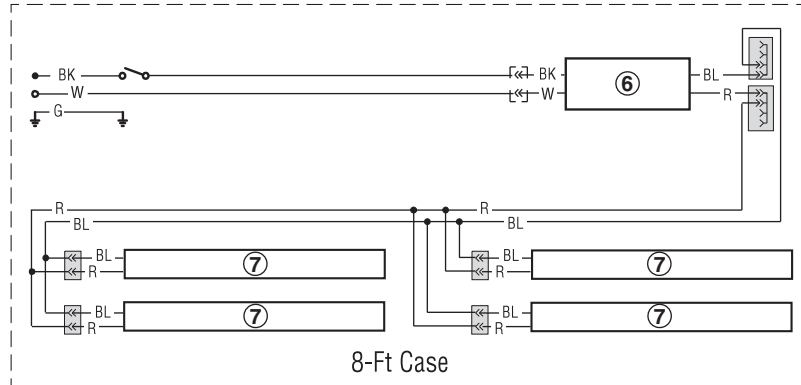 BK BK 6 BL
W W R
G
R R
BL BL
BL 7 BL 7
R R
BL 7 BL 7
R R
8-Ft Case